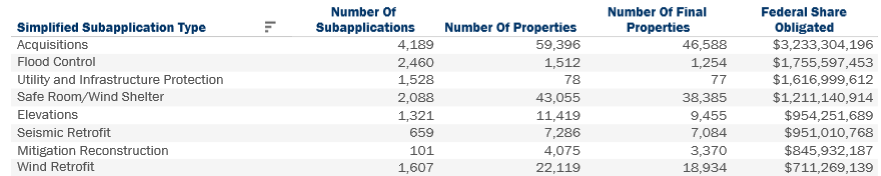 Number Of Number Of Final Federal Share
Simplified Subapplication Type Subapplications Number Of Properties Properties Obligated
Acquisitions 4,189 59,396 46,588 $3,233,304,196
Flood Control 2,460 1,512 1,254 $1,755,597,453
Utility and Infrastructure Protection 1,528 78 77 $1,616,999,612
Safe Room/Wind Shelter 2,088 43,055 38,385 $1,211,140,914
Elevations 1,321 11,419 9,455 $954,251,689
Seismic Retrofit 659 7,286 7,084 $951,010,768
Mitigation Reconstruction 101 4,075 3,370 $845,932,187
Wind Retrofit 1,607 22,119 18,934 $711,269,139